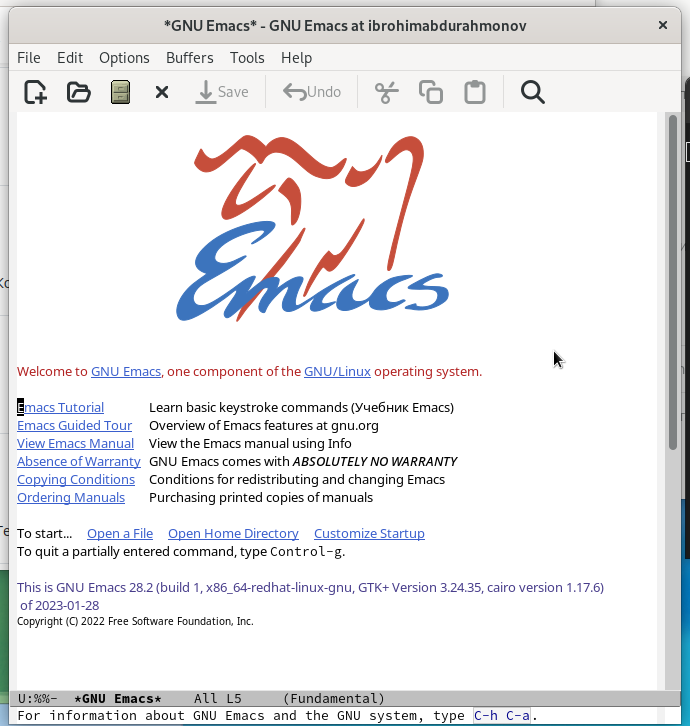 *GNU Emacs* - GNU Emacs at ibrohimabdurahmonov
File Edit Options Buffers Tools Help
Save Undo
Emacs
Welcome to GNU Emacs, one component of the GNU/Linux operating system.
Emacs Tutorial Learn basic keystroke commands (Учебник Emacs)
Emacs Guided Tour Overview of Emacs features at gnu.org
View Emacs Manual View the Emacs manual using Info
Absence of Warranty GNU Emacs comes with ABSOLUTELY NO WARRANTY
Copying Conditions Conditions for redistributing and changing Emacs
Ordering Manuals Purchasing printed copies of manuals
To start... Open a File Open Home Directory Customize Startup
To quit a partially entered command, type Control-g.
This is GNU Emacs 28.2 (build 1, x86_64-redhat-linux-gnu, GTK+ Version 3.24.35, cairo version 1.17.6)
of 2023-01-28
Copyright (C) 2022 Free Software Foundation, Inc.
U:%%- *GNU Emacs* All L5 (Fundamental)
For information about GNU Emacs and the GNU system, type C-h C-a.